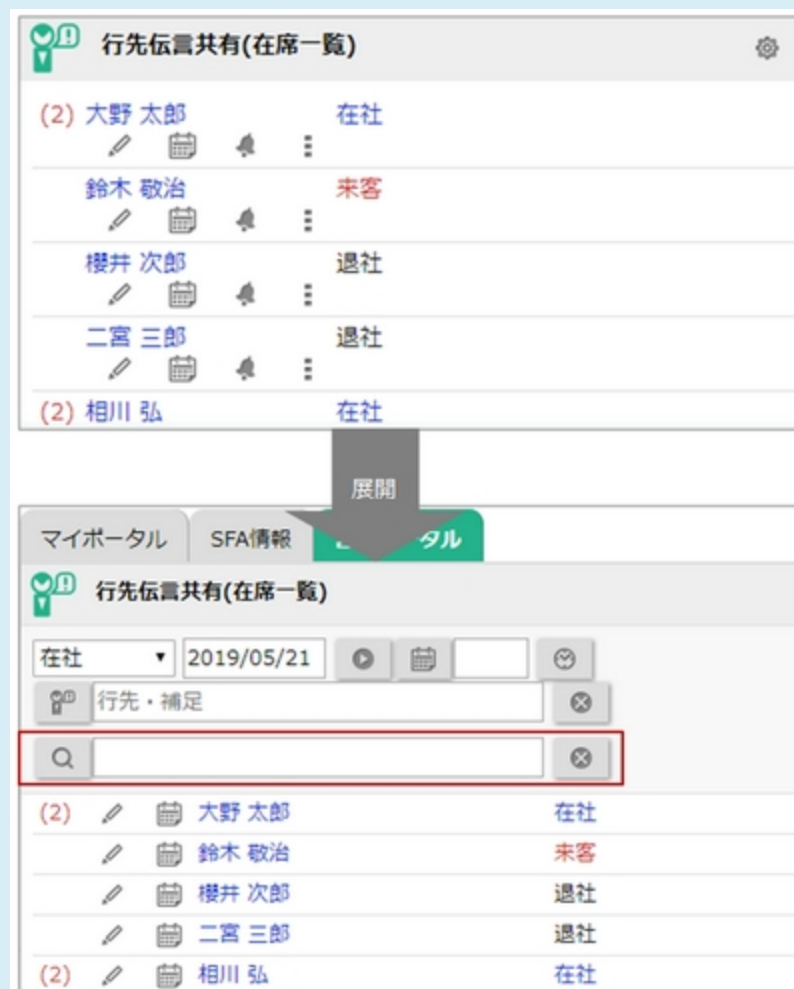 行先伝言共有(在席一覧)
(2) 大野 太郎 在社
鈴木 敬治 来客
櫻井 次郎 退社
二宮 三郎 退社
(2) 相川 弘 在社
展開
マイポータル SFA情報 タル
行先伝言共有(在席一覧)
在社 2019/05/21
行先・補足
(2) 大野 太郎 在社
鈴木 敬治 来客
櫻井 次郎 退社
二宮 三郎 退社
(2) 相川 弘 在社